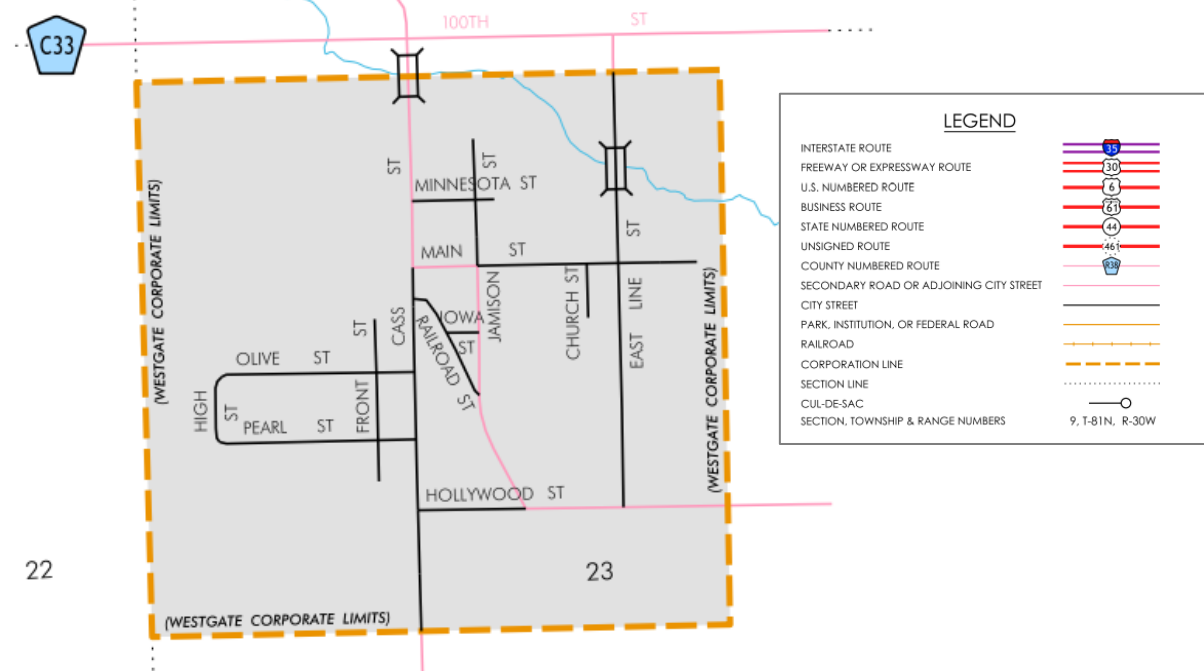 100TH ST
C33
ST
ST
MINNESOTA ST
ST
MAIN ST
(WESTGATE CORPORATE LIMITS)
(WESTGATE CORPORATE LIMITS)
CASS
RAILROAD ST
IOWA
ST
JAMISON
CHURCH ST
EAST LINE
ST
OLIVE ST
HIGH
ST
FRONT
PEARL ST
HOLLYWOOD ST
22
23
(WESTGATE CORPORATE LIMITS)
LEGEND
INTERSTATE ROUTE 35
FREEWAY OR EXPRESSWAY ROUTE 30
U.S. NUMBERED ROUTE 6
BUSINESS ROUTE 61
STATE NUMBERED ROUTE 44
UNSIGNED ROUTE 461
COUNTY NUMBERED ROUTE
SECONDARY ROAD OR ADJOINING CITY STREET
CITY STREET
PARK, INSTITUTION, OR FEDERAL ROAD
RAILROAD
CORPORATION LINE
SECTION LINE
CUL-DE-SAC
SECTION, TOWNSHIP & RANGE NUMBERS 9, T-81N, R-30W